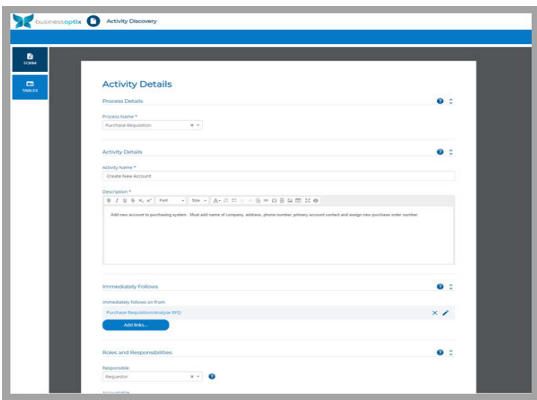 businessoptix
Activity Discovery
FORM
TABLES
Activity Details
Process Details
Process Name *
Purchase Requisition
Activity Details
Activity Name *
Create New Account
Description *
B I U S Font Size
Add new account to purchasing system. Must add name of company, address, phone number, primary account contact and assign new purchase order number.
Immediately Follows
Immediately follows on from
Purchase Requisition/Analyse RFQ
Add links...
Roles and Responsibilities
Responsible
Requestor